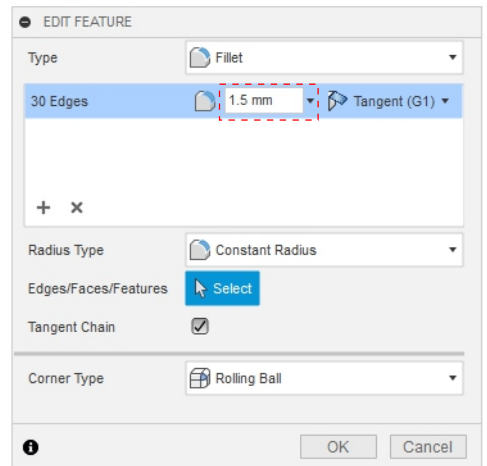 EDIT FEATURE
Type Fillet
30 Edges 1.5 mm Tangent (G1)
Radius Type Constant Radius
Edges/Faces/Features Select
Tangent Chain
Corner Type Rolling Ball
OK Cancel